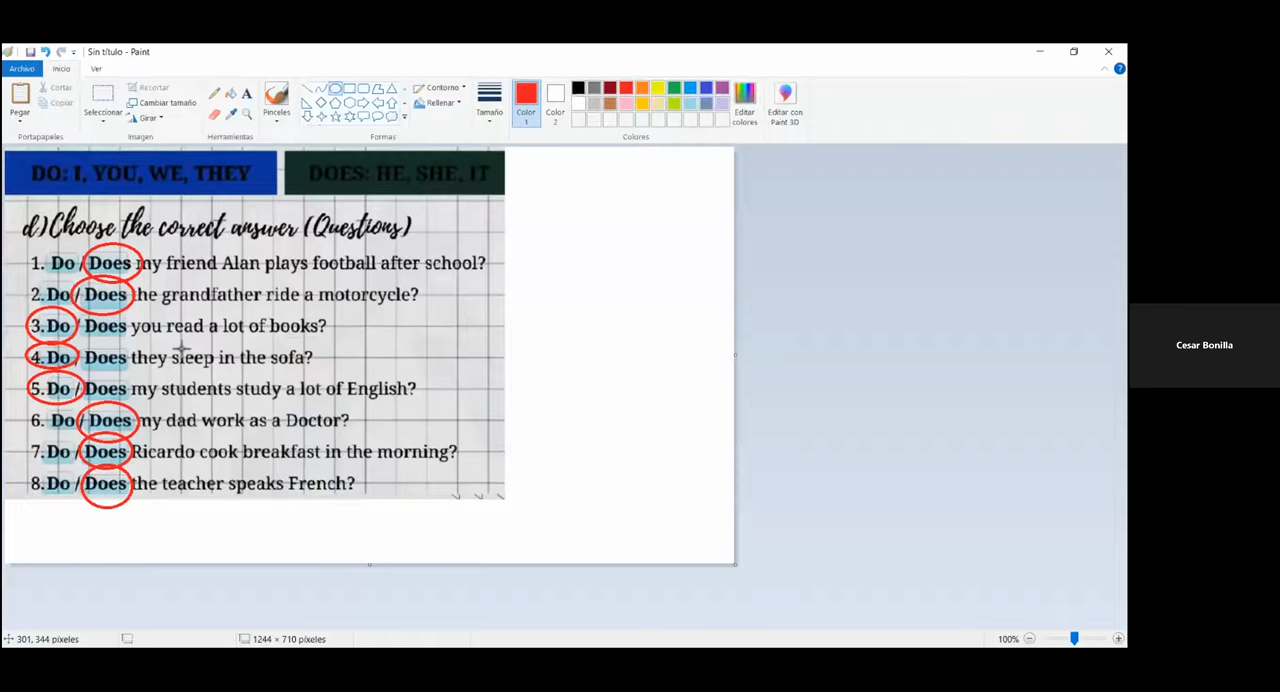 Sin título - Paint
Archivo Inicio Ver
Pegar
Cortar
Copiar
Portapapeles
Seleccionar
Recortar
Cambiar tamaño
Girar
Imagen
A
Herramientas
Pinceles
Contorno
Rellenar
Formas
Tamaño
Color 1
Color 2
Editar colores
Colores
Editar con Paint 3D
DO: I, YOU, WE, THEY
DOES: HE, SHE, IT
d) Choose the correct answer (Questions)
1. Do / Does my friend Alan plays football after school?
2. Do / Does the grandfather ride a motorcycle?
3. Do / Does you read a lot of books?
4. Do / Does they sleep in the sofa?
5. Do / Does my students study a lot of English?
6. Do / Does my dad work as a Doctor?
7. Do / Does Ricardo cook breakfast in the morning?
8. Do / Does the teacher speaks French?
Cesar Bonilla
301, 344 píxeles
1244 × 710 píxeles
100%